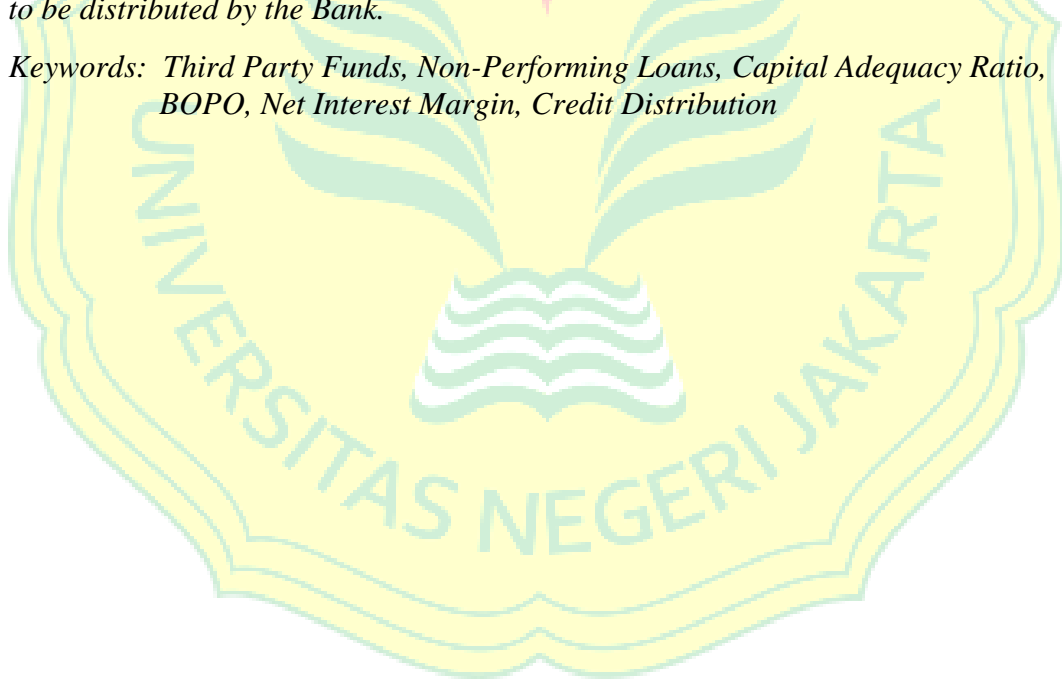 to be distributed by the Bank.
Keywords: Third Party Funds, Non-Performing Loans, Capital Adequacy Ratio,
BOPO, Net Interest Margin, Credit Distribution
UNIVERSITAS NEGERI JAKARTA